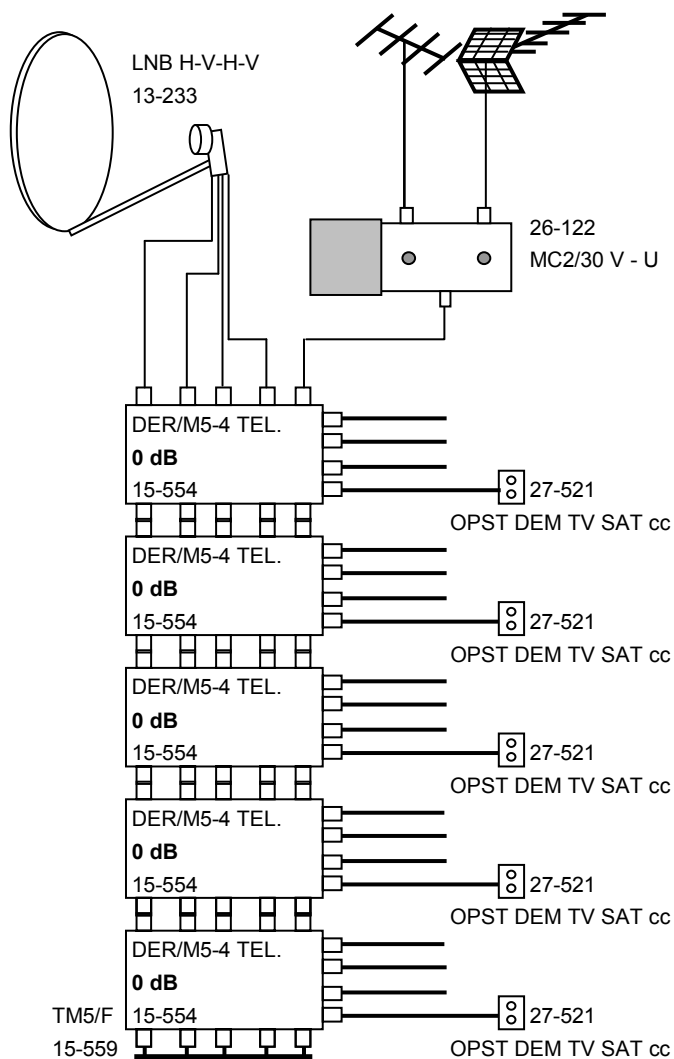 LNB H-V-H-V
13-233
26-122
MC2/30 V - U
DER/M5-4 TEL.
0 dB
15-554
27-521
OPST DEM TV SAT cc
DER/M5-4 TEL.
0 dB
15-554
27-521
OPST DEM TV SAT cc
DER/M5-4 TEL.
0 dB
15-554
27-521
OPST DEM TV SAT cc
DER/M5-4 TEL.
0 dB
15-554
27-521
OPST DEM TV SAT cc
DER/M5-4 TEL.
0 dB
TM5/F
15-554
27-521
15-559
OPST DEM TV SAT cc